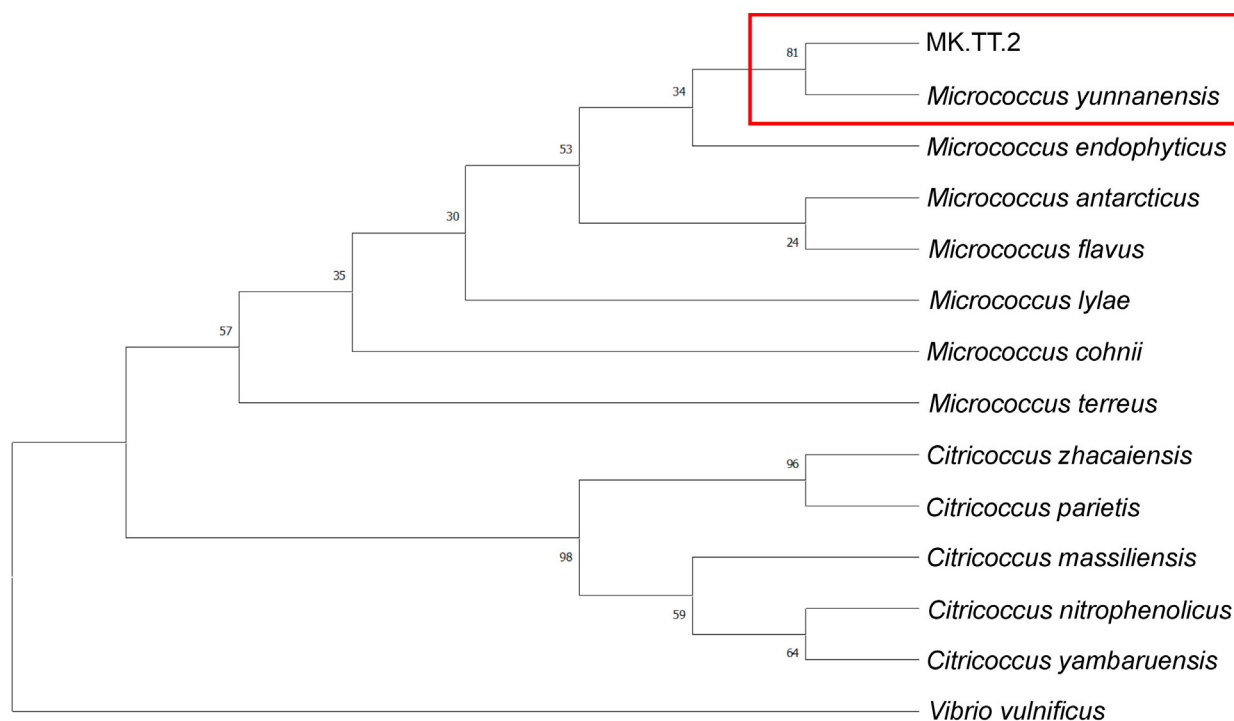 MK.TT.2
81
Micrococcus yunnanensis
34
Micrococcus endophyticus
53
Micrococcus antarcticus
24
Micrococcus flavus
30
Micrococcus lylae
35
Micrococcus cohnii
57
Micrococcus terreus
Citricoccus zhacaiensis
96
Citricoccus parietis
98
Citricoccus massiliensis
59
Citricoccus nitrophenolicus
64
Citricoccus yambaruensis
Vibrio vulnificus